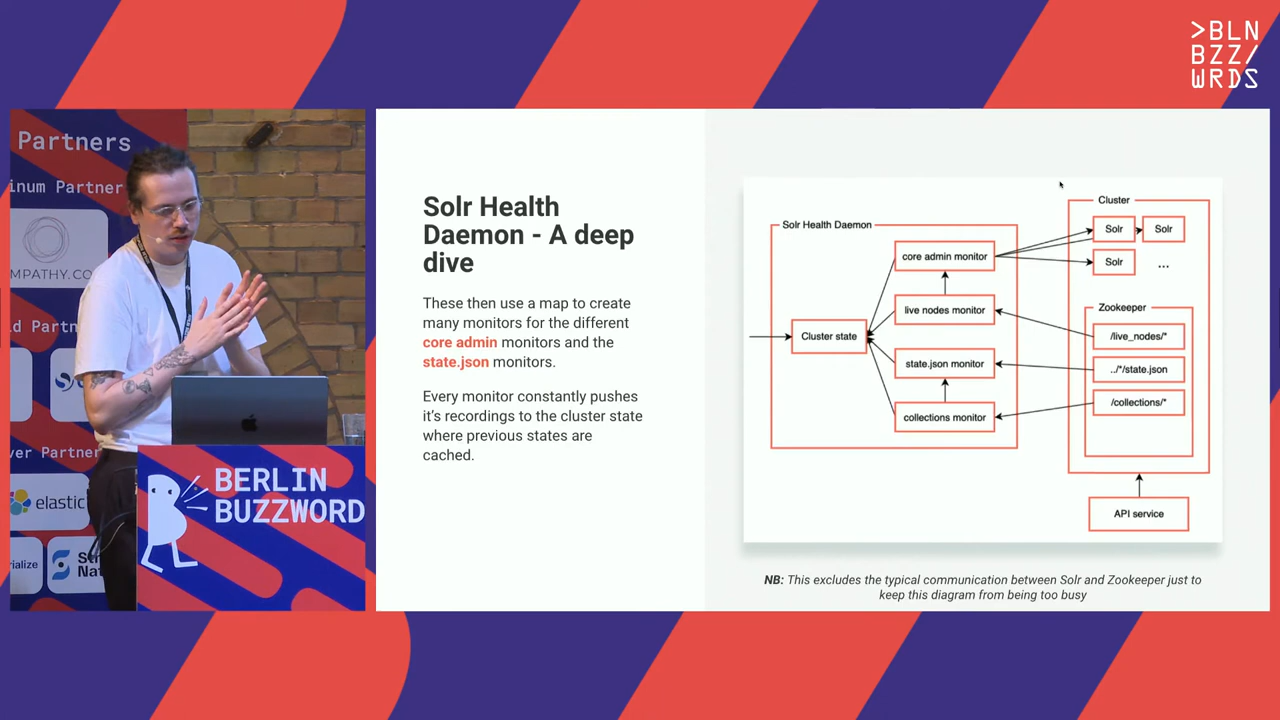 >BLN
BZZ/
WRDS
Partners
inum Partner
MPATHY.CO
ld Partn
ver Partner
elastic
rialize
BERLIN
BUZZWORD
Solr Health
Daemon - A deep
dive
These then use a map to create
many monitors for the different
core admin monitors and the
state.json monitors.
Every monitor constantly pushes
it's recordings to the cluster state
where previous states are
cached.
Solr Health Daemon
core admin monitor
live nodes monitor
Cluster state
state.json monitor
collections monitor
Cluster
Solr
Solr
Solr
...
Zookeeper
/live_nodes/*
../*/state.json
/collections/*
API service
NB: This excludes the typical communication between Solr and Zookeeper just to
keep this diagram from being too busy